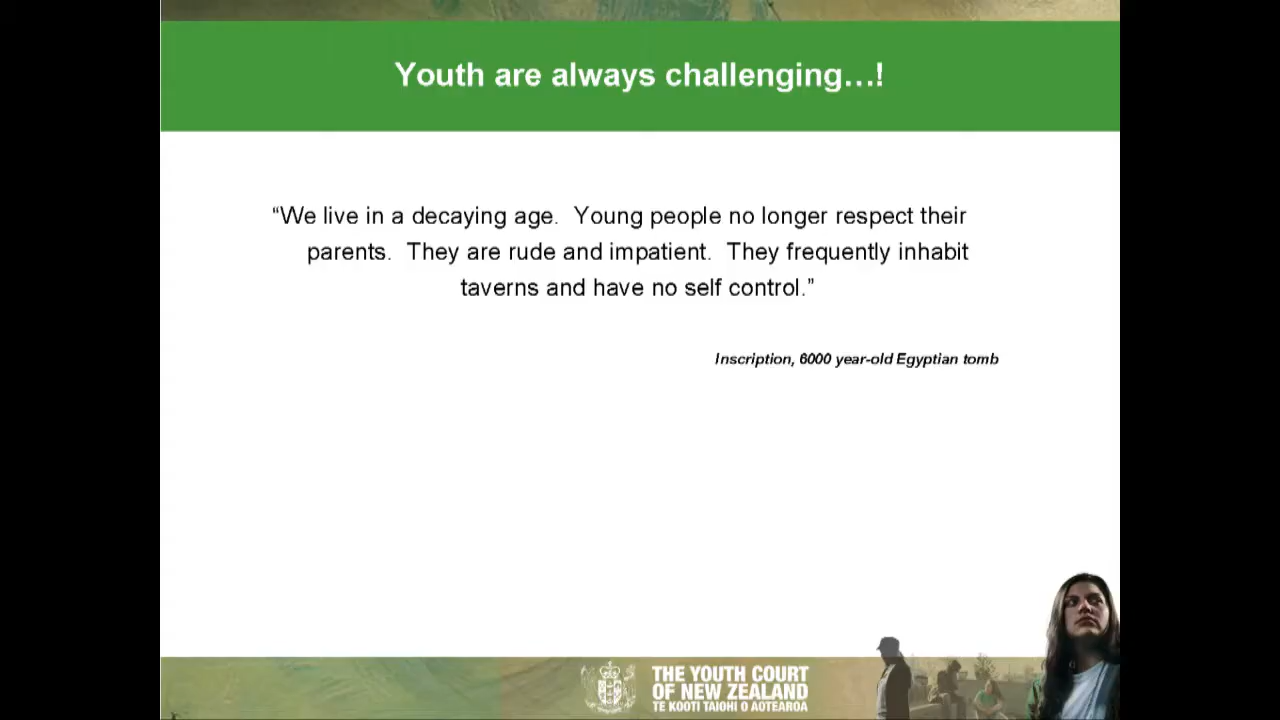 Youth are always challenging…!
“We live in a decaying age.  Young people no longer respect their
parents.  They are rude and impatient.  They frequently inhabit
taverns and have no self control.”
Inscription, 6000 year-old Egyptian tomb
THE YOUTH COURT
OF NEW ZEALAND
TE KOOTI TAIOHI O AOTEAROA